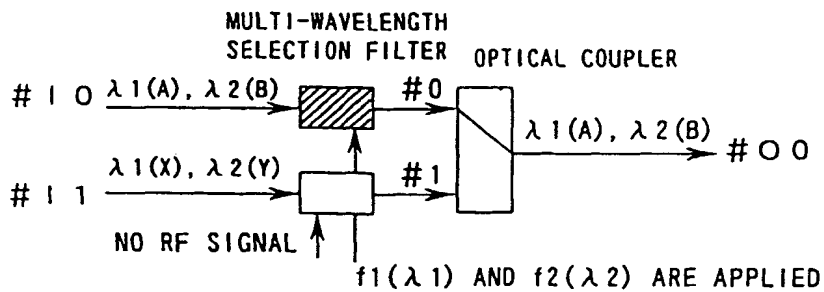 MULTI-WAVELENGTH
SELECTION FILTER
OPTICAL COUPLER
#I0
λ1(A), λ2(B)
#0
λ1(A), λ2(B)
#O0
#I1
λ1(X), λ2(Y)
#1
NO RF SIGNAL
f1(λ1) AND f2(λ2) ARE APPLIED